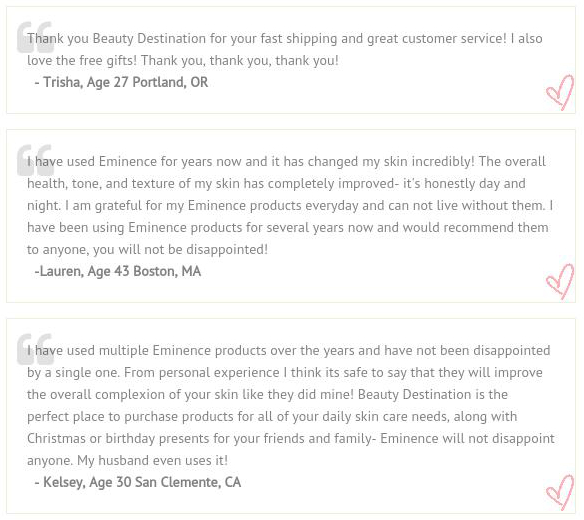 Thank you Beauty Destination for your fast shipping and great customer service! I also
love the free gifts! Thank you, thank you, thank you!
- Trisha, Age 27 Portland, OR
I have used Eminence for years now and it has changed my skin incredibly! The overall
health, tone, and texture of my skin has completely improved- it's honestly day and
night. I am grateful for my Eminence products everyday and can not live without them. I
have been using Eminence products for several years now and would recommend them
to anyone, you will not be disappointed!
-Lauren, Age 43 Boston, MA
I have used multiple Eminence products over the years and have not been disappointed
by a single one. From personal experience I think its safe to say that they will improve
the overall complexion of your skin like they did mine! Beauty Destination is the
perfect place to purchase products for all of your daily skin care needs, along with
Christmas or birthday presents for your friends and family- Eminence will not disappoint
anyone. My husband even uses it!
- Kelsey, Age 30 San Clemente, CA